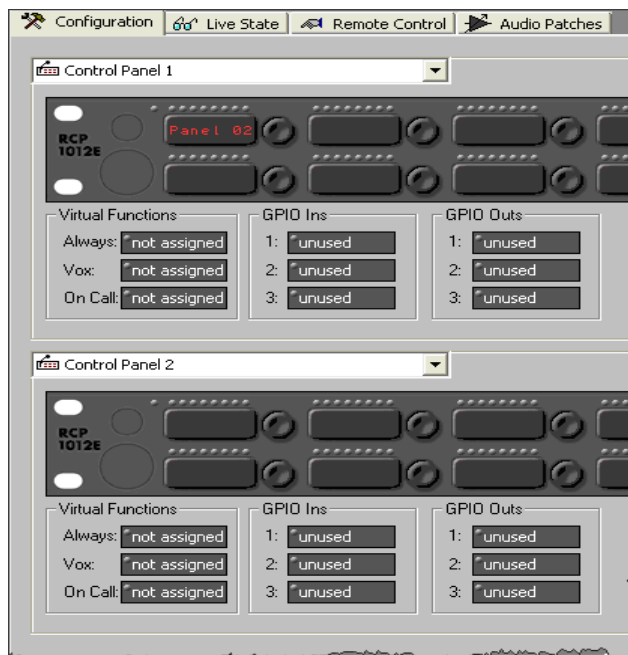 Configuration Live State Remote Control Audio Patches
Control Panel 1
RCP
1012E
Panel 02
Virtual Functions GPIO Ins GPIO Outs
Always: not assigned 1: unused 1: unused
Vox: not assigned 2: unused 2: unused
On Call: not assigned 3: unused 3: unused
Control Panel 2
RCP
1012E
Virtual Functions GPIO Ins GPIO Outs
Always: not assigned 1: unused 1: unused
Vox: not assigned 2: unused 2: unused
On Call: not assigned 3: unused 3: unused